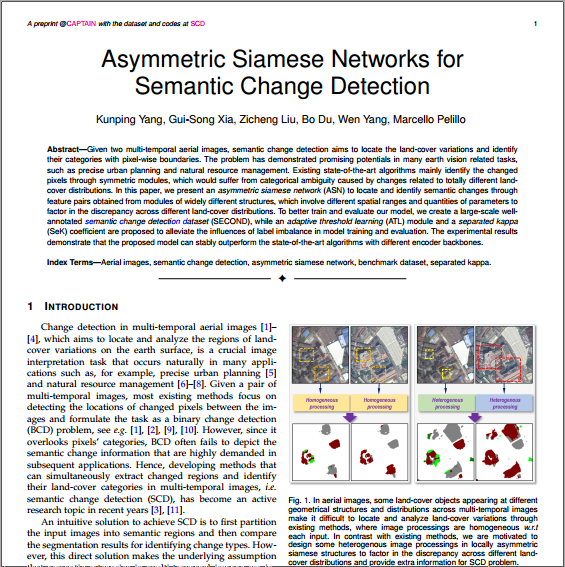 A preprint @CAPTAIN with the dataset and codes at SCD
1
Asymmetric Siamese Networks for
Semantic Change Detection
Kunping Yang, Gui-Song Xia, Zicheng Liu, Bo Du, Wen Yang, Marcello Pelillo
Abstract—Given two multi-temporal aerial images, semantic change detection aims to locate the land-cover variations and identify
their categories with pixel-wise boundaries. The problem has demonstrated promising potentials in many earth vision related tasks,
such as precise urban planning and natural resource management. Existing state-of-the-art algorithms mainly identify the changed
pixels through symmetric modules, which would suffer from categorical ambiguity caused by changes related to totally different land-
cover distributions. In this paper, we present an asymmetric siamese network (ASN) to locate and identify semantic changes through
feature pairs obtained from modules of widely different structures, which involve different spatial ranges and quantities of parameters to
factor in the discrepancy across different land-cover distributions. To better train and evaluate our model, we create a large-scale well-
annotated semantic change detection dataset (SECOND), while an adaptive threshold learning (ATL) module and a separated kappa
(SeK) coefficient are proposed to alleviate the influences of label imbalance in model training and evaluation. The experimental results
demonstrate that the proposed model can stably outperform the state-of-the-art algorithms with different encoder backbones.
Index Terms—Aerial images, semantic change detection, asymmetric siamese network, benchmark dataset, separated kappa.
1 INTRODUCTION
Change detection in multi-temporal aerial images [1]–
[4], which aims to locate and analyze the regions of land-
cover variations on the earth surface, is a crucial image
interpretation task that occurs naturally in many appli-
cations such as, for example, precise urban planning [5]
and natural resource management [6]–[8]. Given a pair of
multi-temporal images, most existing methods focus on
detecting the locations of changed pixels between the im-
ages and formulate the task as a binary change detection
(BCD) problem, see e.g. [1], [2], [9], [10]. However, since it
overlooks pixels' categories, BCD often fails to depict the
semantic change information that are highly demanded in
subsequent applications. Hence, developing methods that
can simultaneously extract changed regions and identify
their land-cover categories in multi-temporal images, i.e.
semantic change detection (SCD), has become an active
research topic in recent years [3], [11].
An intuitive solution to achieve SCD is to first partition
the input images into semantic regions and then compare
the segmentation results for identifying change types. How-
ever, this direct solution makes the underlying assumption
Homogeneous processing
Homogeneous processing
Heterogeneous processing
Heterogeneous processing
Fig. 1. In aerial images, some land-cover objects appearing at different
geometrical structures and distributions across multi-temporal images
make it difficult to locate and analyze land-cover variations through
existing methods, where image processings are homogeneous w.r.t
each input. In contrast with existing methods, we are motivated to
design some heterogeneous image processings in locally asymmetric
siamese structures to factor in the discrepancy across different land-
cover distributions and provide extra information for SCD problem.